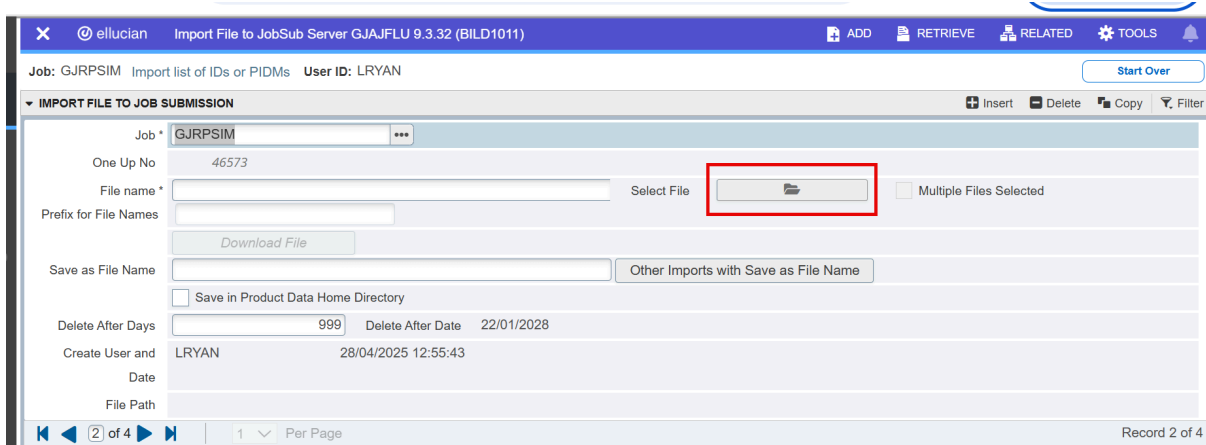 ellucian Import File to JobSub Server GJAJFLU 9.3.32 (BILD1011) ADD RETRIEVE RELATED TOOLS
Job: GJRPSIM Import list of IDs or PIDMs User ID: LRYAN Start Over
IMPORT FILE TO JOB SUBMISSION Insert Delete Copy Filter
Job * GJRPSIM
One Up No 46573
File name * Select File Multiple Files Selected
Prefix for File Names
Download File
Save as File Name Other Imports with Save as File Name
Save in Product Data Home Directory
Delete After Days 999 Delete After Date 22/01/2028
Create User and LRYAN 28/04/2025 12:55:43
Date
File Path
2 of 4 1 Per Page Record 2 of 4